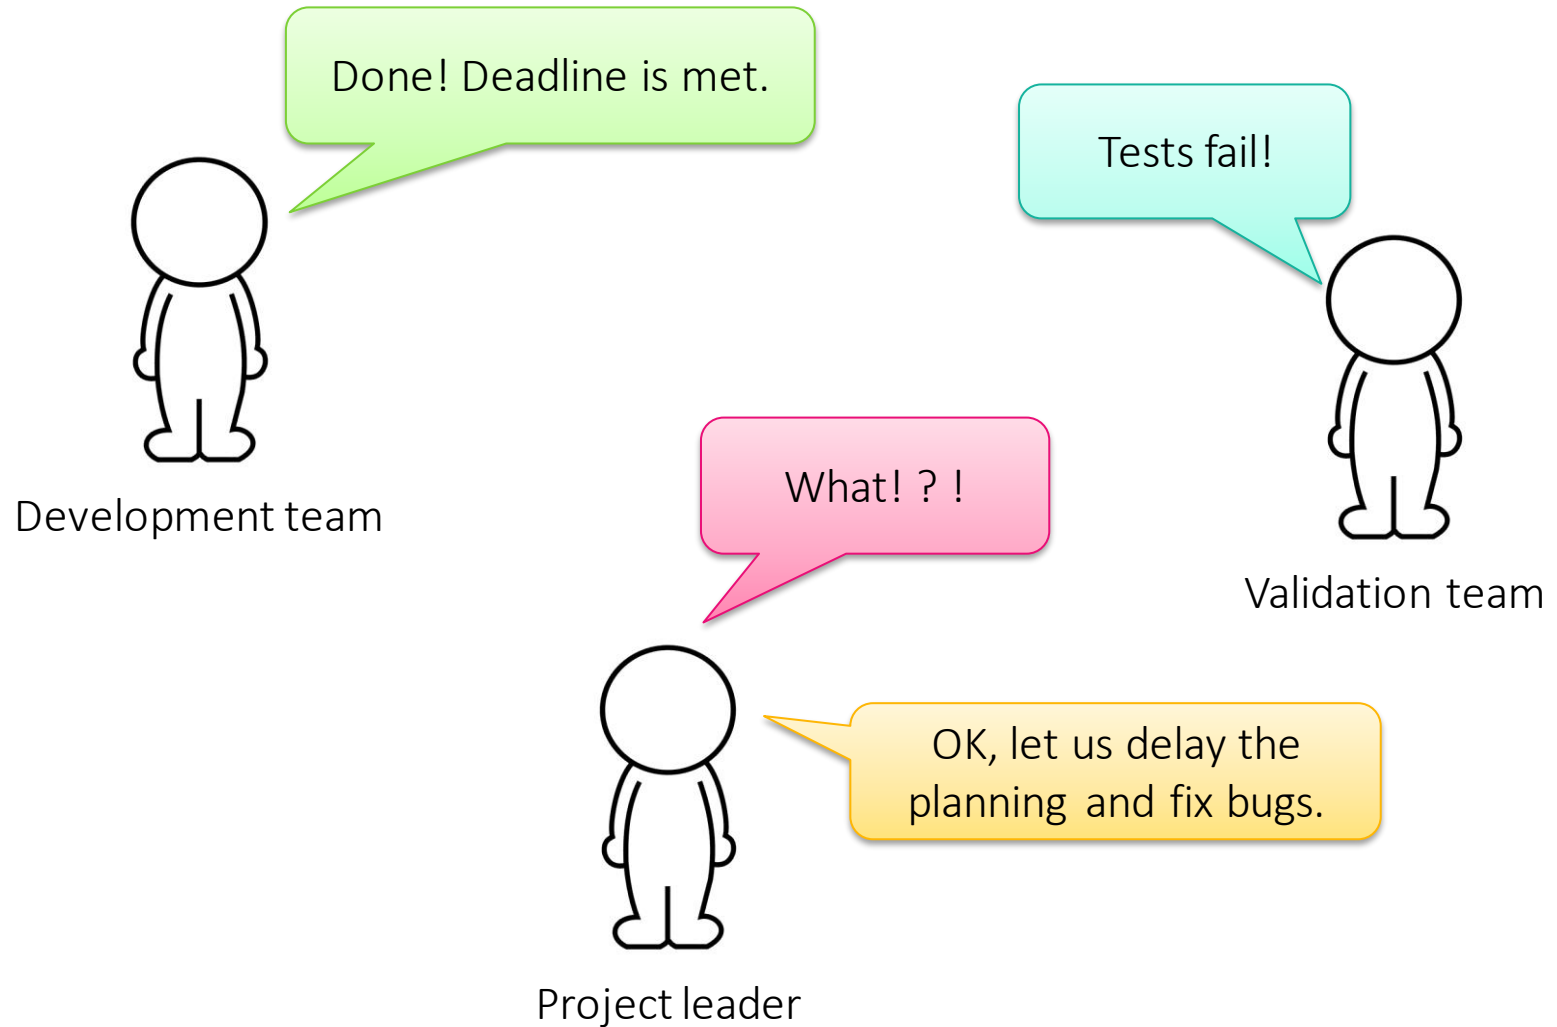 Done! Deadline is met.
Tests fail!
Development team
What! ? !
Validation team
OK, let us delay the
planning and fix bugs.
Project leader